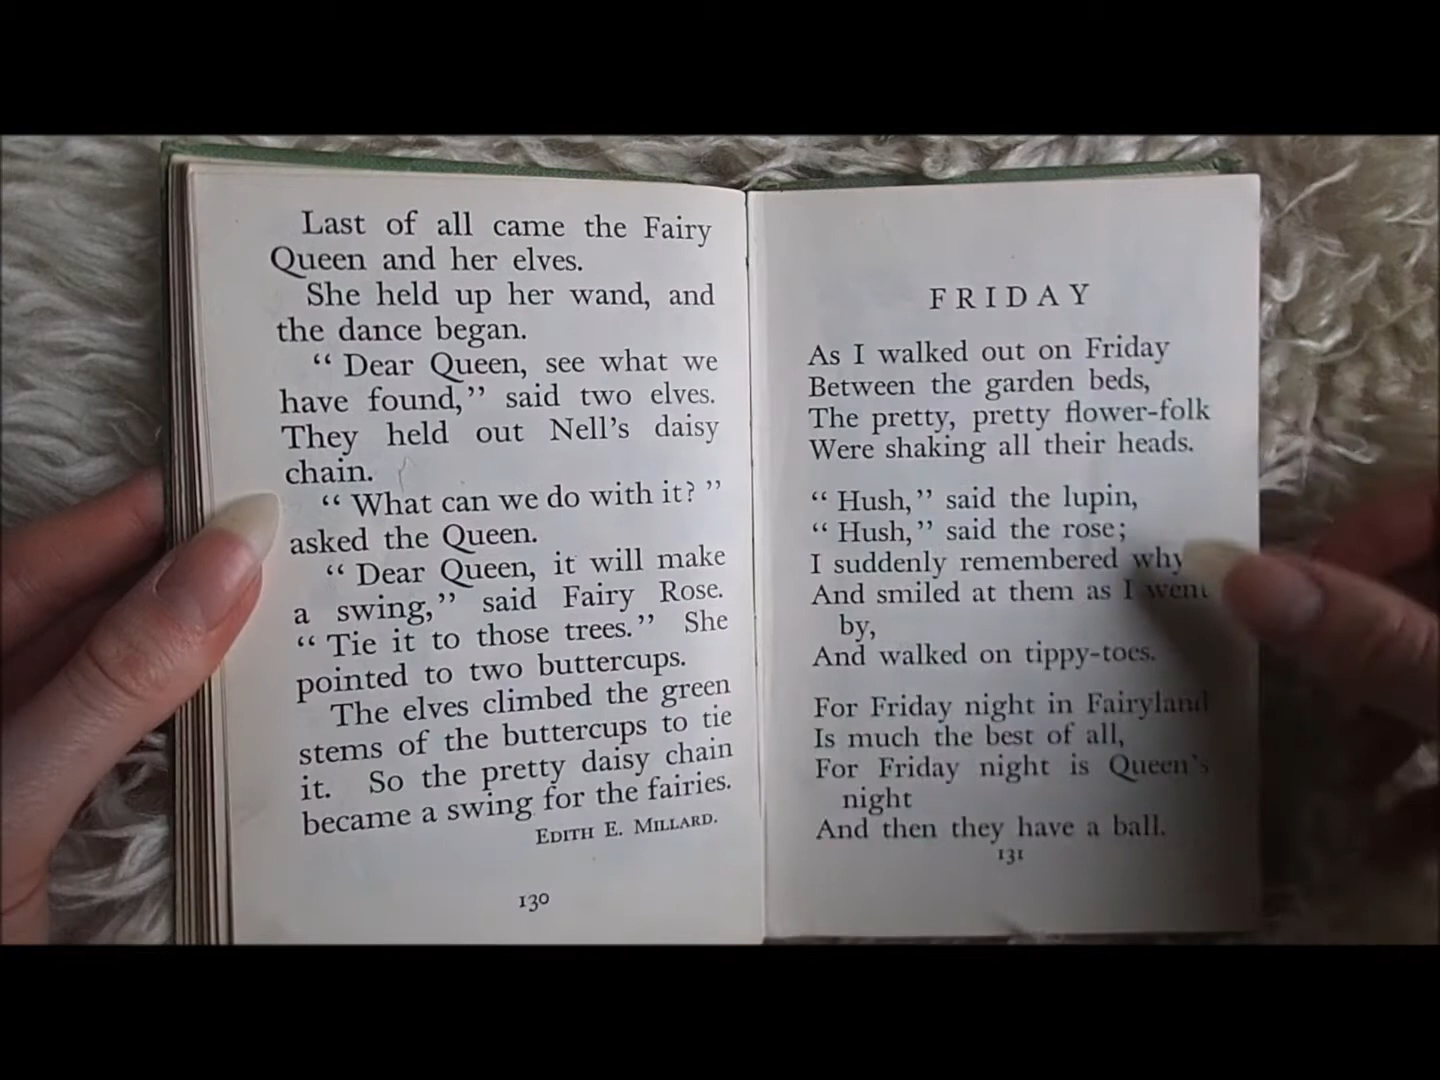 Last of all came the Fairy
Queen and her elves.
She held up her wand, and
the dance began.
“ Dear Queen, see what we
have found,” said two elves.
They held out Nell’s daisy
chain.
“ What can we do with it? ”
asked the Queen.
“ Dear Queen, it will make
a swing,” said Fairy Rose.
“ Tie it to those trees.” She
pointed to two buttercups.
The elves climbed the green
stems of the buttercups to tie
it. So the pretty daisy chain
became a swing for the fairies.
EDITH E. MILLARD.
130
FRIDAY
As I walked out on Friday
Between the garden beds,
The pretty, pretty flower-folk
Were shaking all their heads.
“ Hush,” said the lupin,
“ Hush,” said the rose;
I suddenly remembered why
And smiled at them as I went
by,
And walked on tippy-toes.
For Friday night in Fairyland
Is much the best of all,
For Friday night is Queen’s
night
And then they have a ball.
131